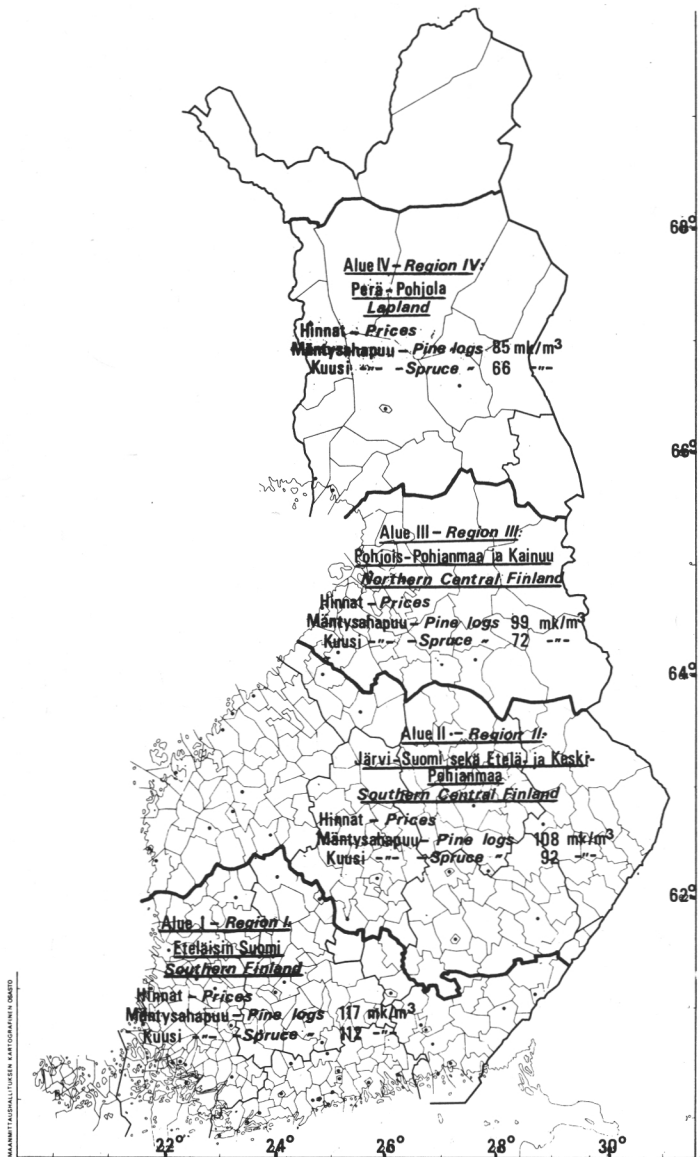 68°
Alue IV – Region IV:
Perä-Pohjola
Lapland
Hinnat – Prices
Mäntysahapuu – Pine logs 85 mk/m³
Kuusi –"– – Spruce " 66 –"–
66°
Alue III – Region III:
Pohjois-Pohjanmaa ja Kainuu
Northern Central Finland
Hinnat – Prices
Mäntysahapuu – Pine logs 99 mk/m³
Kuusi –"– – Spruce " 72 –"–
64°
Alue II – Region II:
Järvi-Suomi sekä Etelä- ja Keski-
Pohjanmaa
Southern Central Finland
Hinnat – Prices
Mäntysahapuu – Pine logs 108 mk/m³
Kuusi –"– – Spruce " 92 –"–
62°
Alue I – Region I:
Eteläisin Suomi
Southern Finland
Hinnat – Prices
Mäntysahapuu – Pine logs 117 mk/m³
Kuusi –"– – Spruce " 112 –"–
MAANMITTAUSHALLITUKSEN KARTOGRAFINEN OSASTO
22° 24° 26° 28° 30°